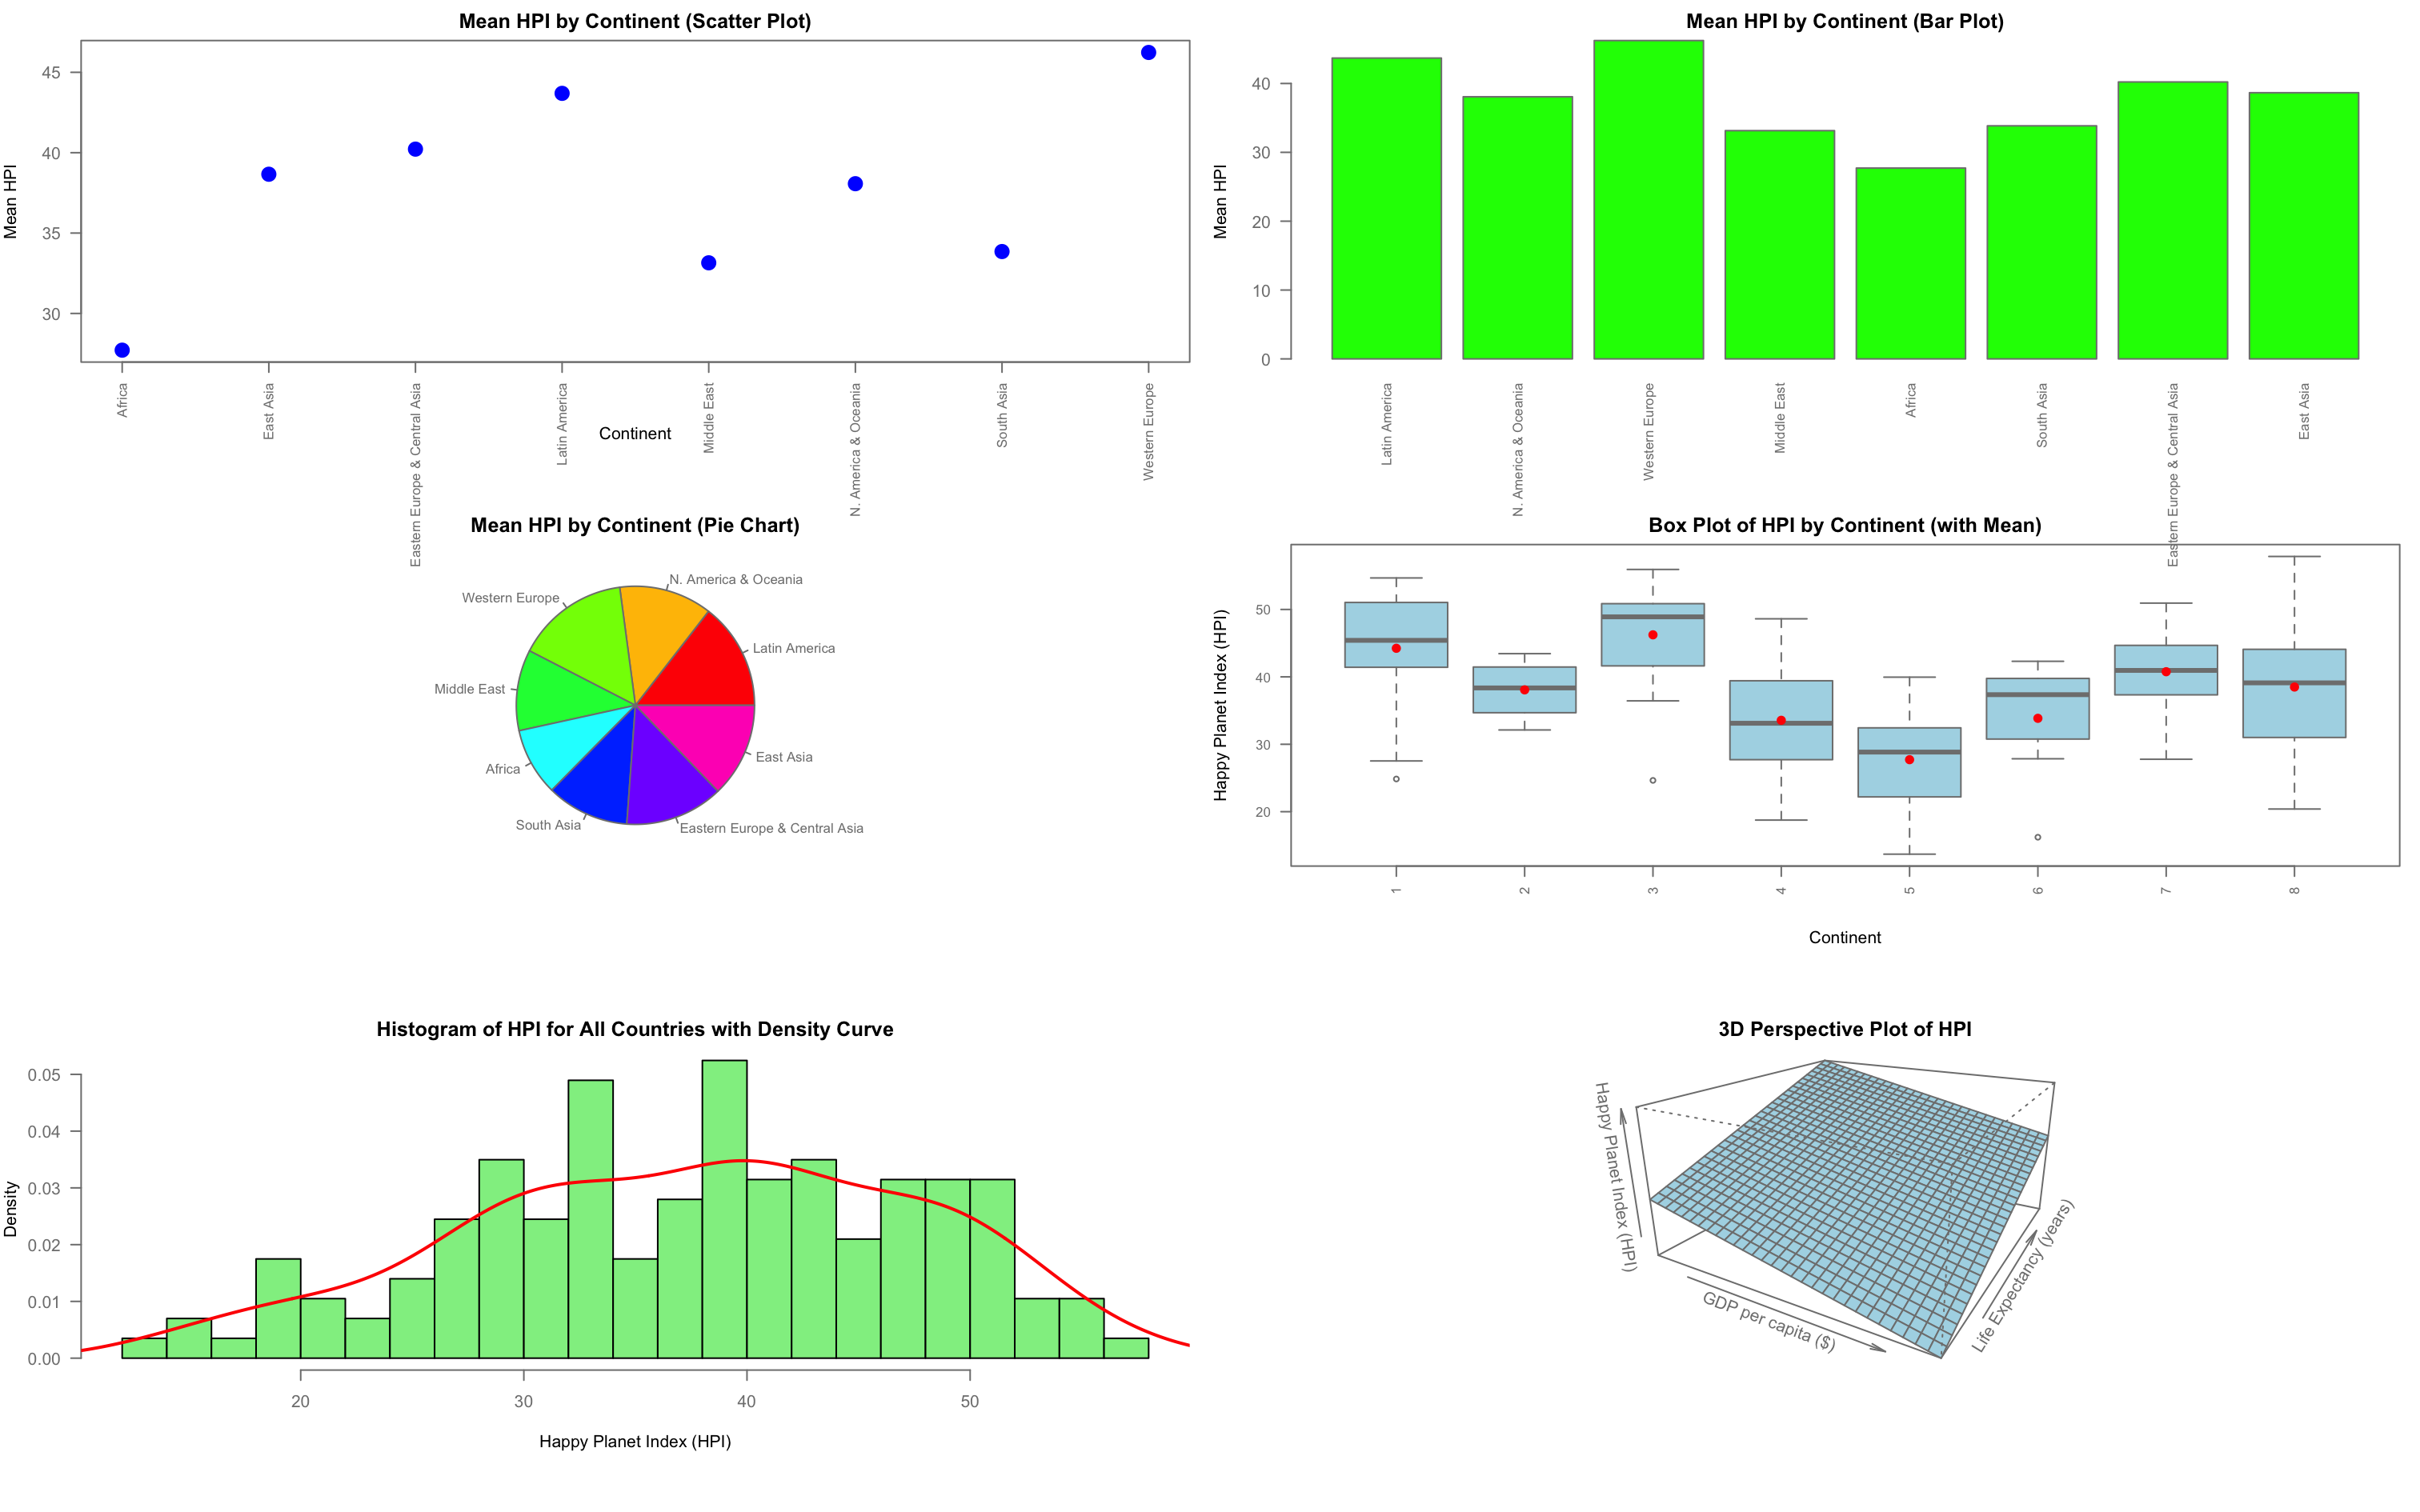 Mean HPI by Continent (Scatter Plot)
Mean HPI
45
40
35
30
Africa
East Asia
Eastern Europe & Central Asia
Latin America
Middle East
N. America & Oceania
South Asia
Western Europe
Continent
Mean HPI by Continent (Bar Plot)
Mean HPI
40
30
20
10
0
Latin America
N. America & Oceania
Western Europe
Middle East
Africa
South Asia
Eastern Europe & Central Asia
East Asia
Mean HPI by Continent (Pie Chart)
N. America & Oceania
Western Europe
Latin America
Middle East
East Asia
Africa
South Asia
Eastern Europe & Central Asia
Box Plot of HPI by Continent (with Mean)
Happy Planet Index (HPI)
50
40
30
20
1
2
3
4
5
6
7
8
Continent
Histogram of HPI for All Countries with Density Curve
Density
0.05
0.04
0.03
0.02
0.01
0.00
20
30
40
50
Happy Planet Index (HPI)
3D Perspective Plot of HPI
Happy Planet Index (HPI)
GDP per capita ($)
Life Expectancy (years)